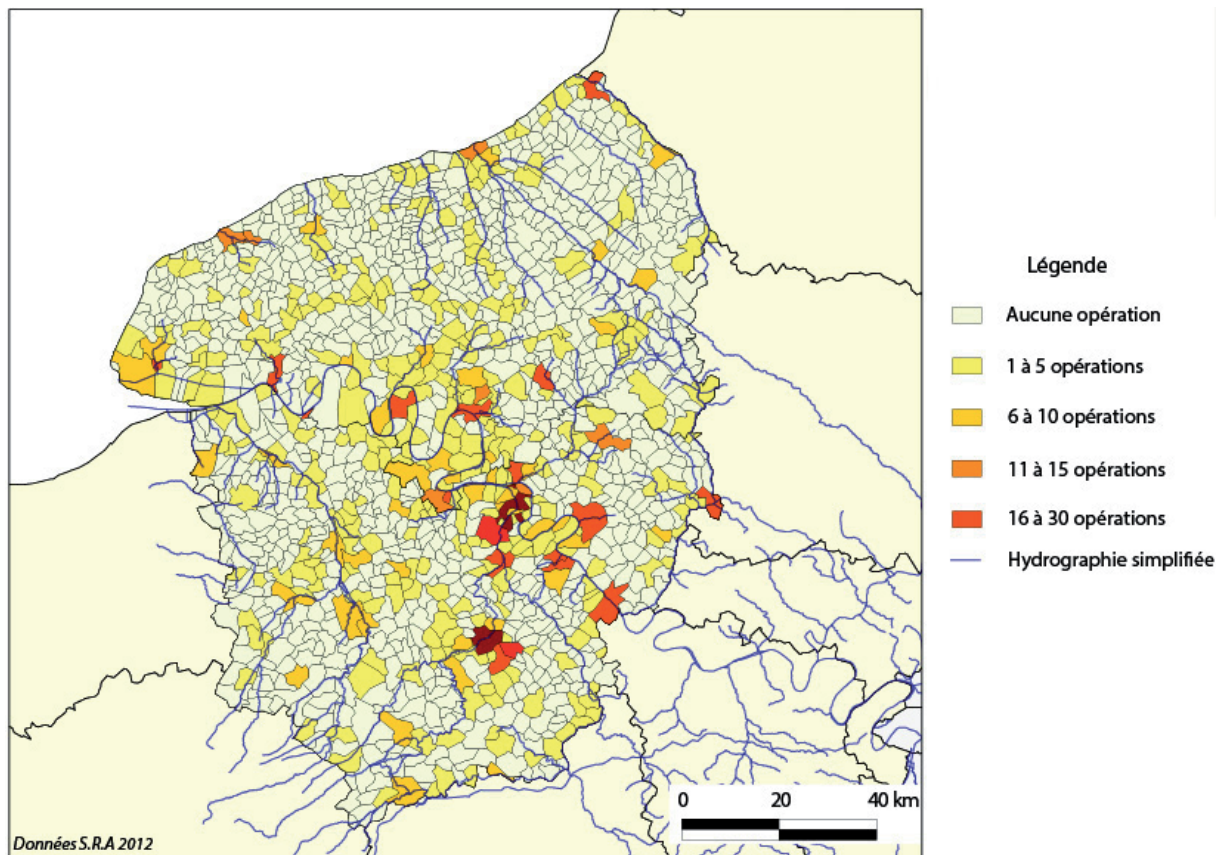 Légende
Aucune opération
1 à 5 opérations
6 à 10 opérations
11 à 15 opérations
16 à 30 opérations
Hydrographie simplifiée
0 20 40 km
Données S.R.A 2012